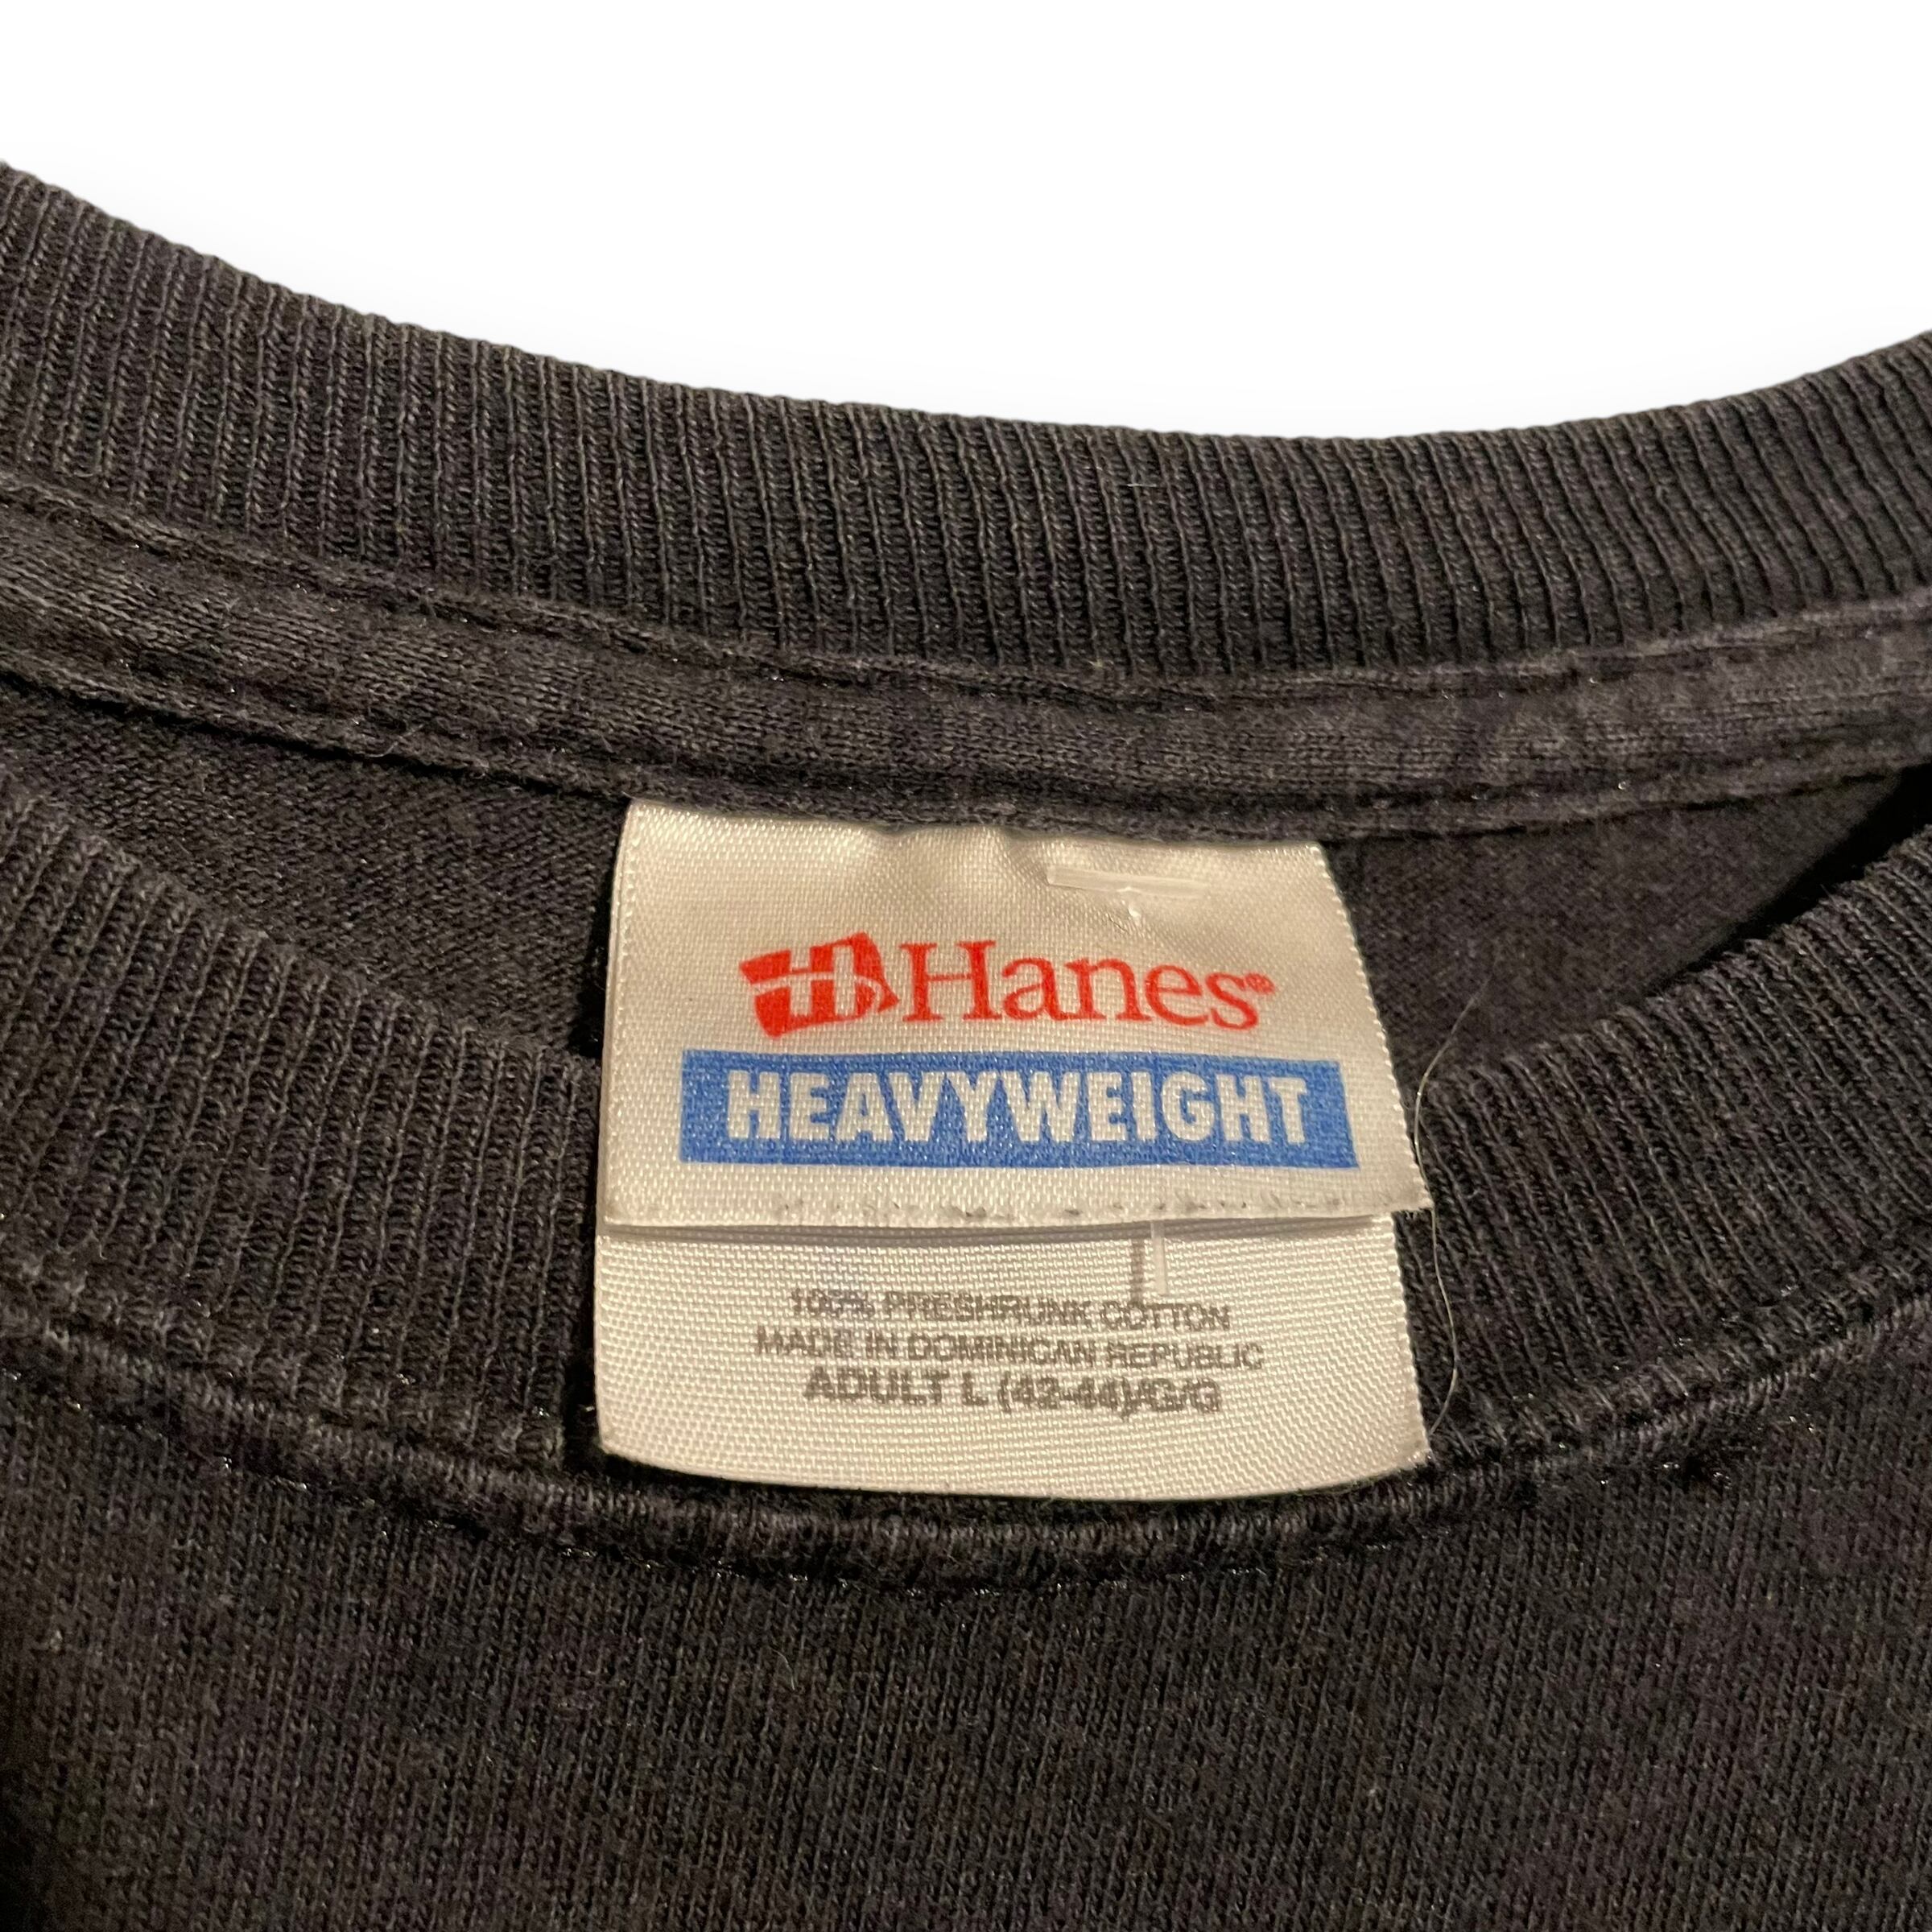 Hanes®
HEAVYWEIGHT
100% PRESHRUNK COTTON
MADE IN DOMINICAN REPUBLIC
ADULT L (42-44)/G/G